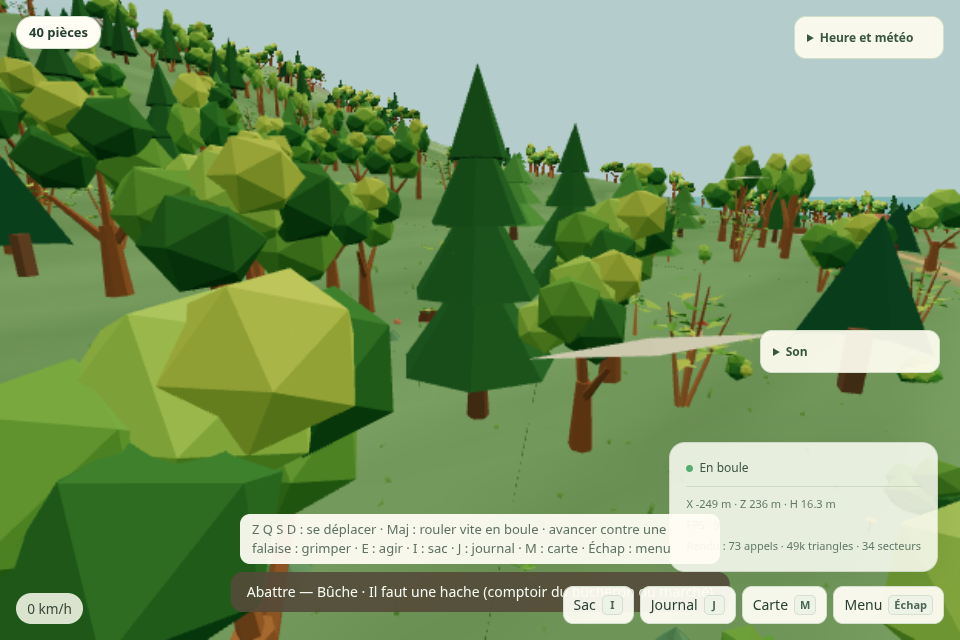 40 pièces
Heure et météo
Son
En boule
X -249 m · Z 236 m · H 16.3 m
FPS
Rendu : 73 appels · 49k triangles · 34 secteurs
Z Q S D : se déplacer · Maj : rouler vite en boule · avancer contre une
falaise : grimper · E : agir · I : sac · J : journal · M : carte · Échap : menu
Abattre — Bûche · Il faut une hache (comptoir du bûcheron
0 km/h
Sac I
Journal J
Carte M
Menu Échap